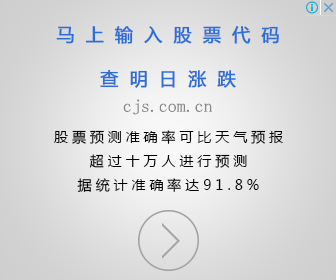 马上输入股票代码
查明日涨跌
cjs.com.cn
股票预测准确率可比天气预报
超过十万人进行预测
据统计准确率达91.8%